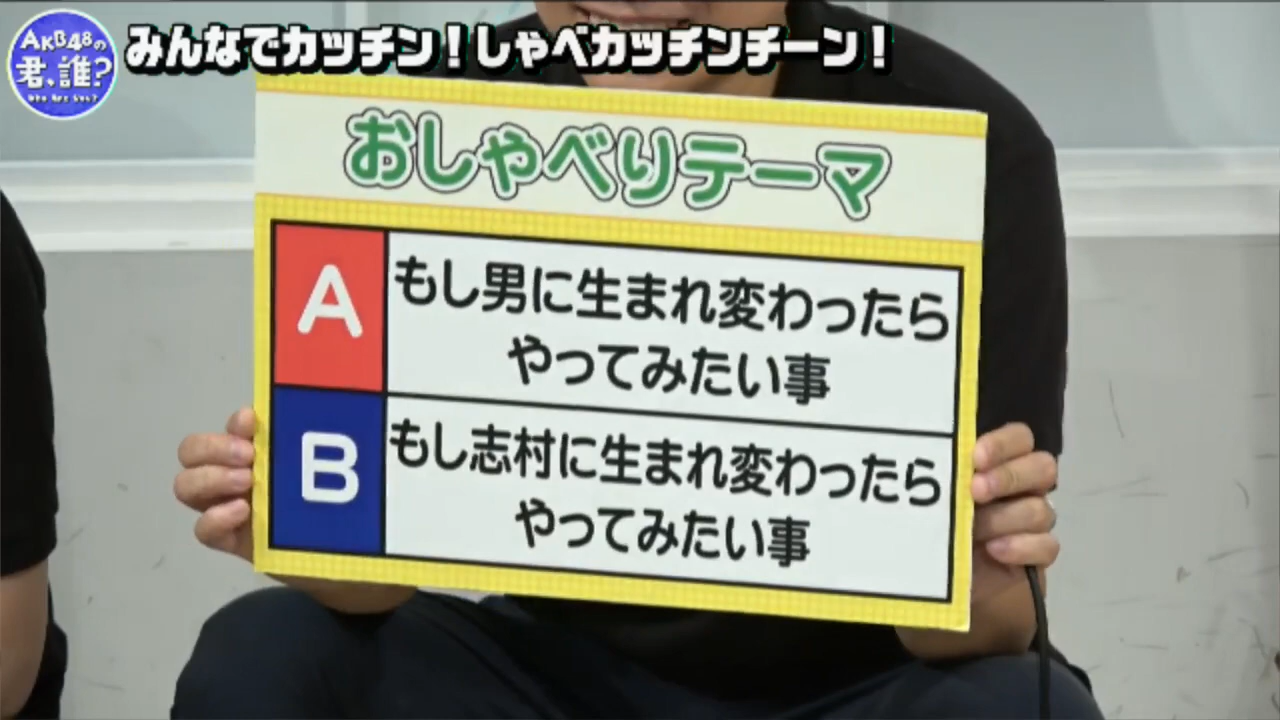 AKB48の
君、誰?
Who Are You?
みんなでカッチン!しゃべカッチンチーン!
おしゃべりテーマ
A
もし男に生まれ変わったら
やってみたい事
B
もし志村に生まれ変わったら
やってみたい事